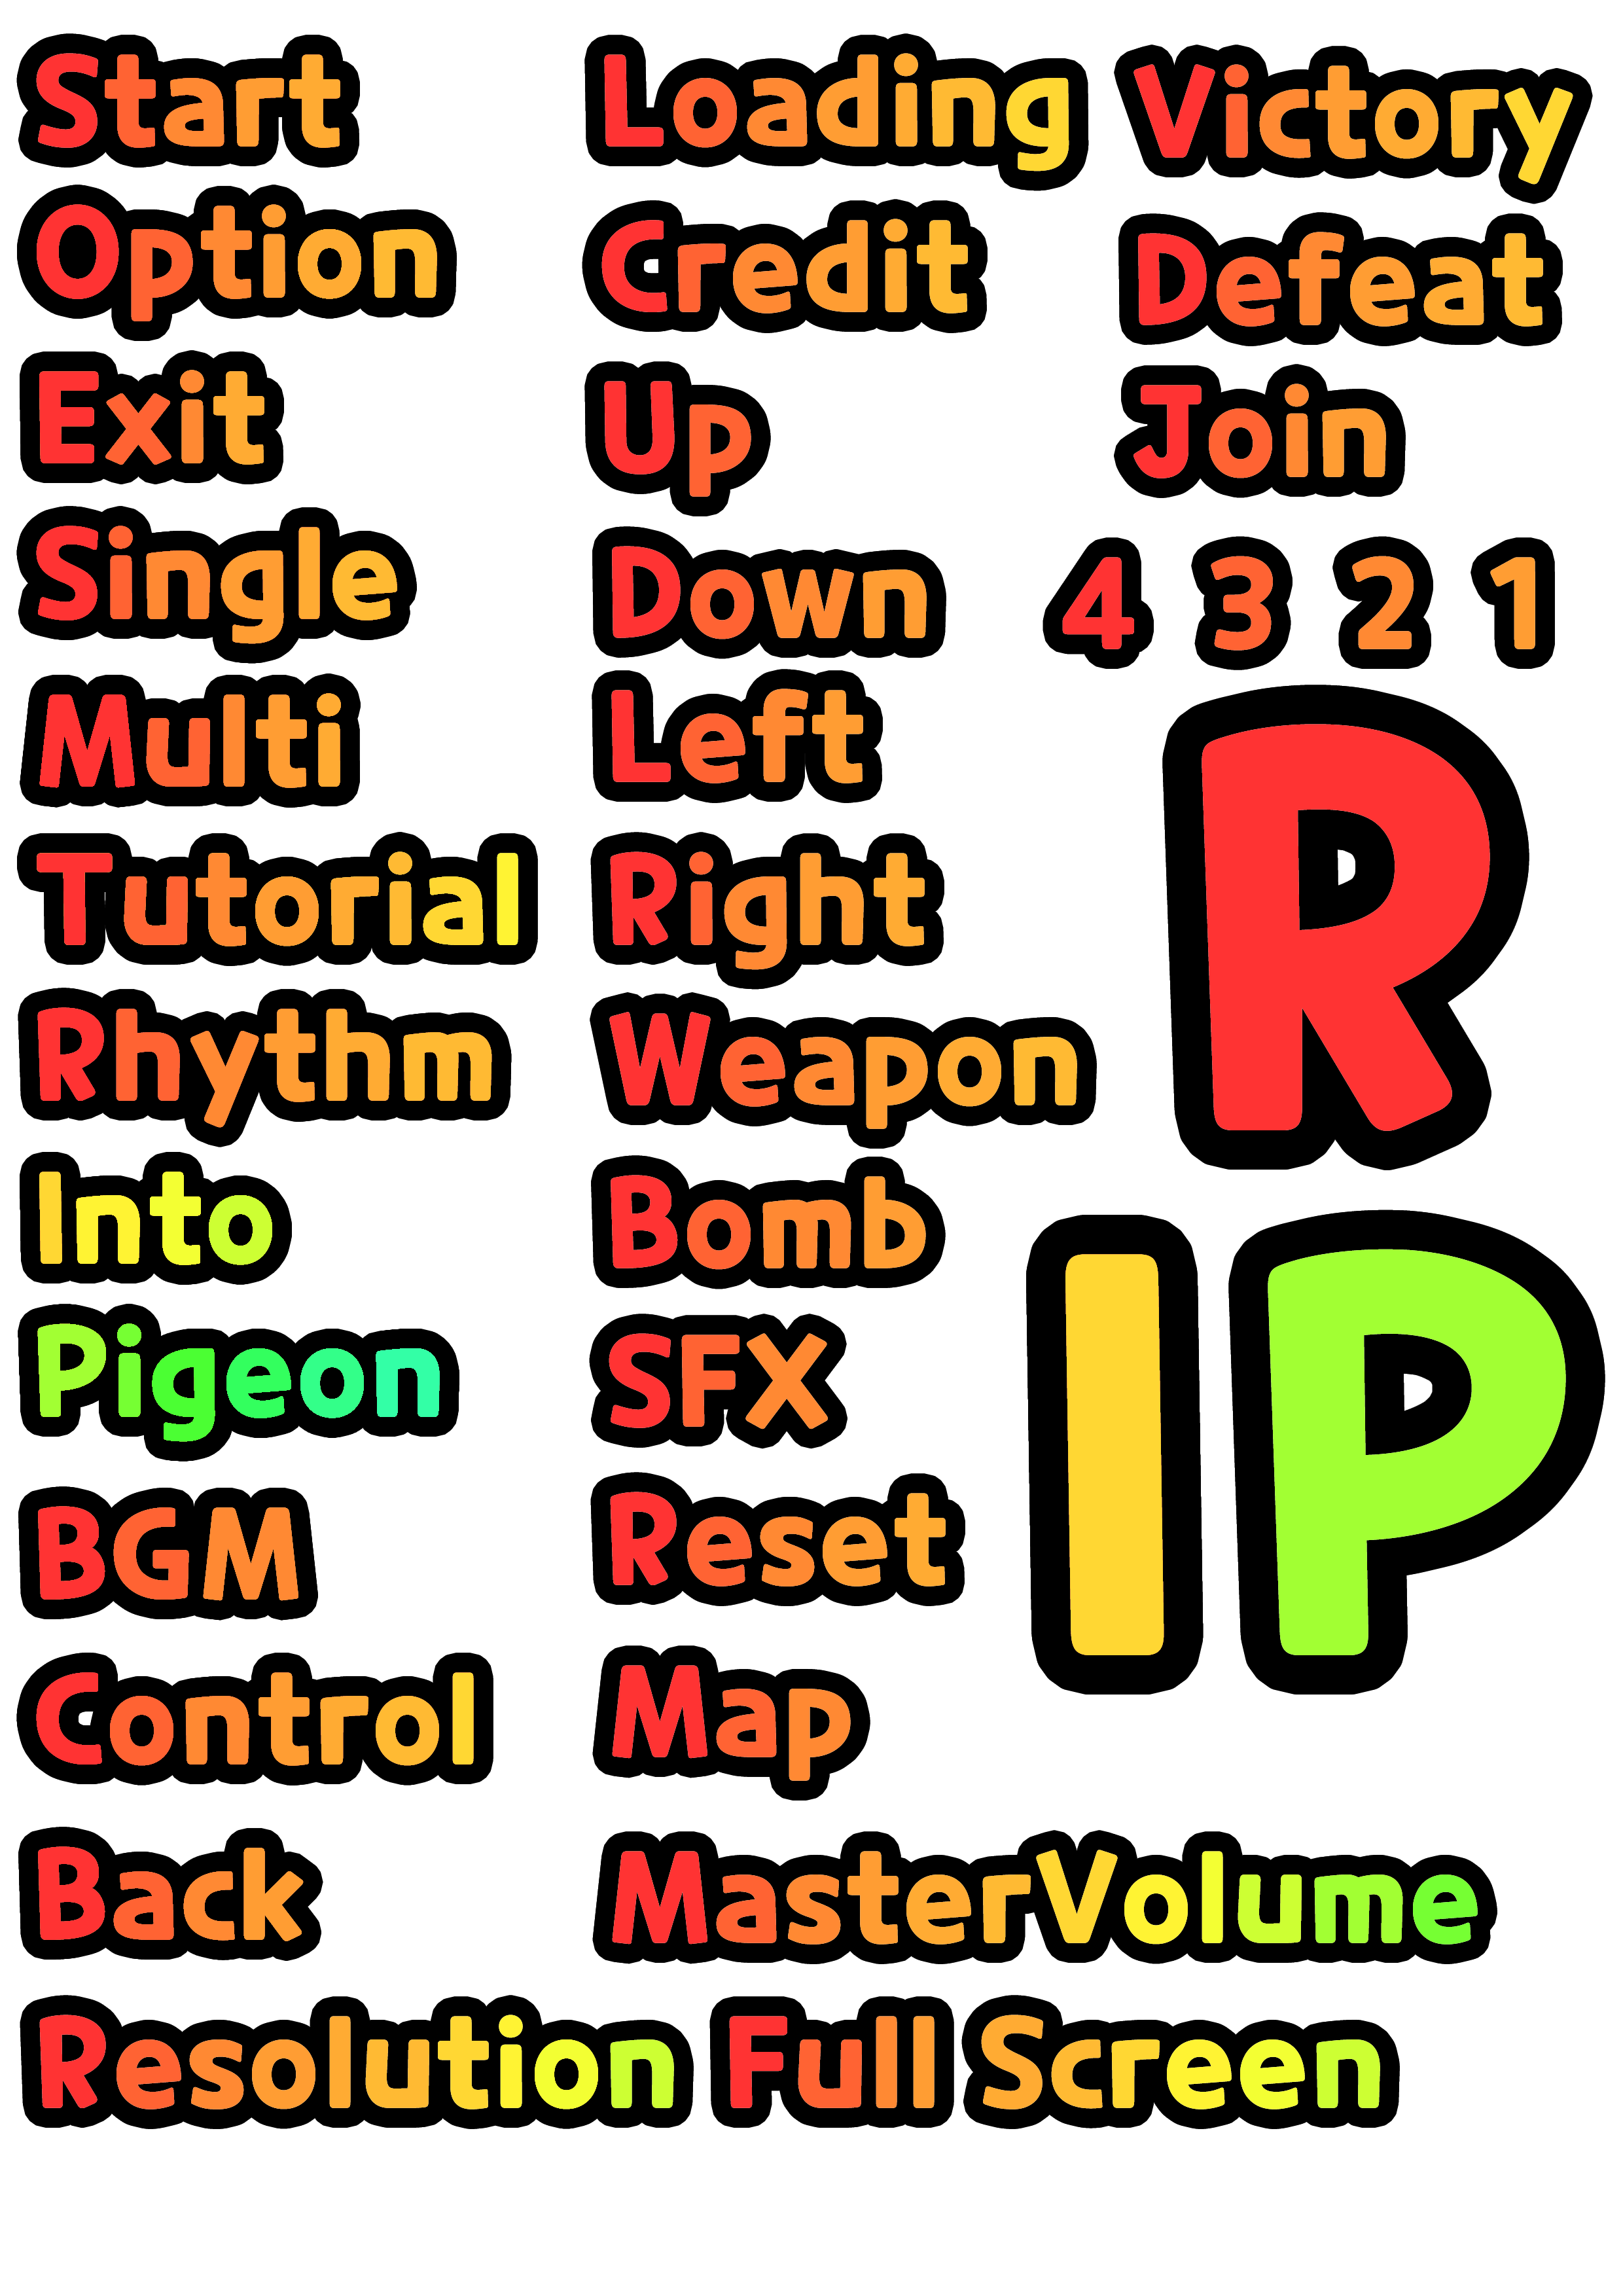 Start
Option
Exit
Single
Multi
Tutorial
Rhythm
Into
Pigeon
BGM
Control
Back
Loading
Credit
Up
Down
Left
Right
Weapon
Bomb
SFX
Reset
Map
MasterVolume
Victory
Defeat
Join
4 3 2 1
R
IP
Resolution Full Screen